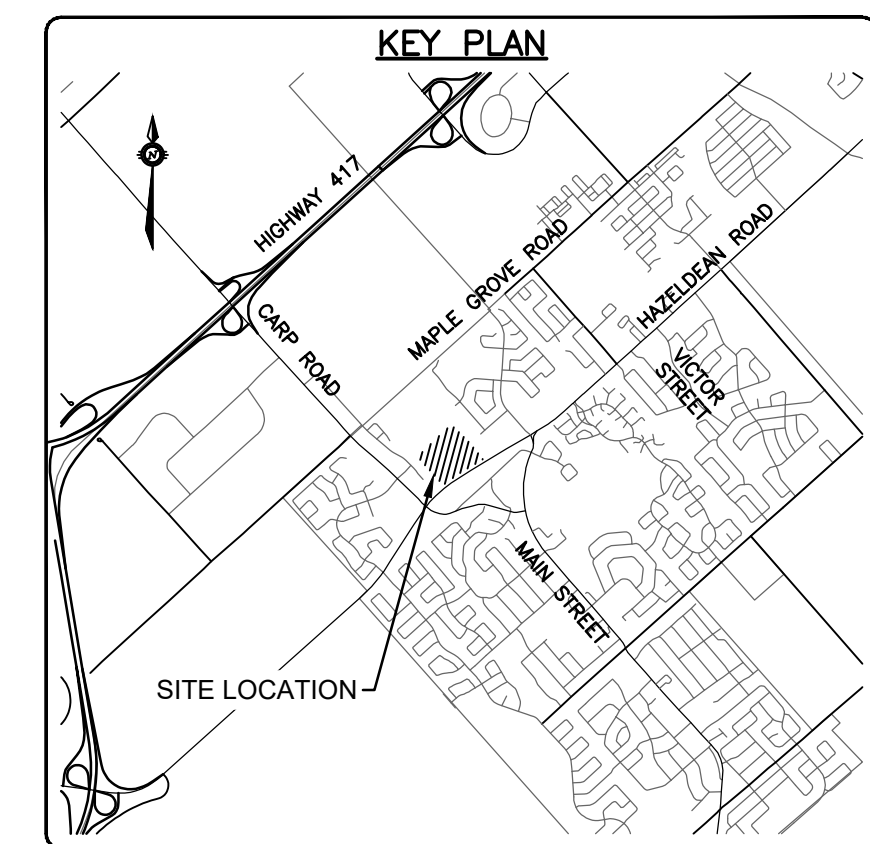 KEY PLAN
N
HIGHWAY 417
MAPLE GROVE ROAD
HAZELDEAN ROAD
CARP ROAD
VICTOR
STREET
MAIN STREET
SITE LOCATION